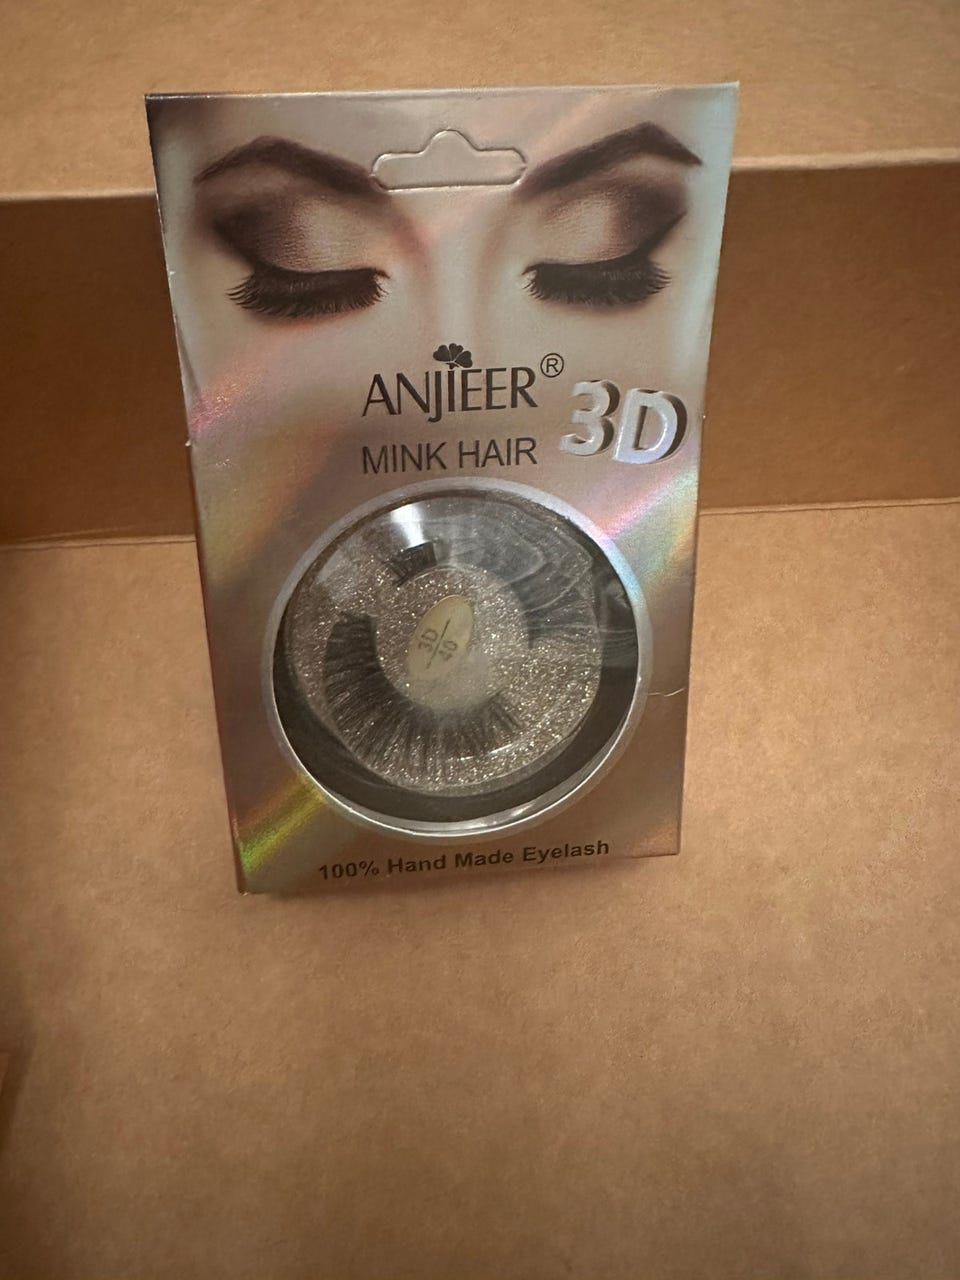 ANJIEER®
3D
MINK HAIR
3D
40
100% Hand Made Eyelash